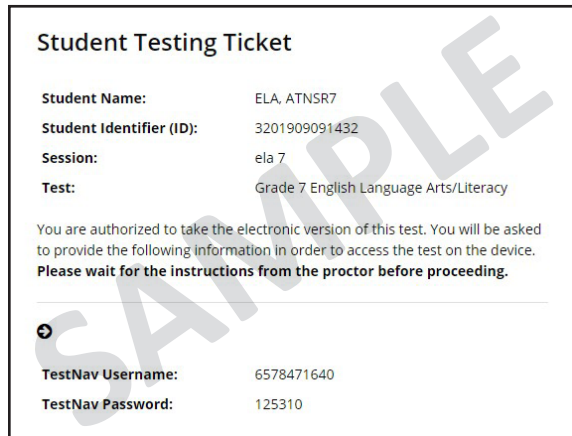 Student Testing Ticket
Student Name: ELA, ATNSR7
Student Identifier (ID): 3201909091432
Session: ela 7
Test: Grade 7 English Language Arts/Literacy
You are authorized to take the electronic version of this test. You will be asked
to provide the following information in order to access the test on the device.
Please wait for the instructions from the proctor before proceeding.
TestNav Username: 6578471640
TestNav Password: 125310
SAMPLE